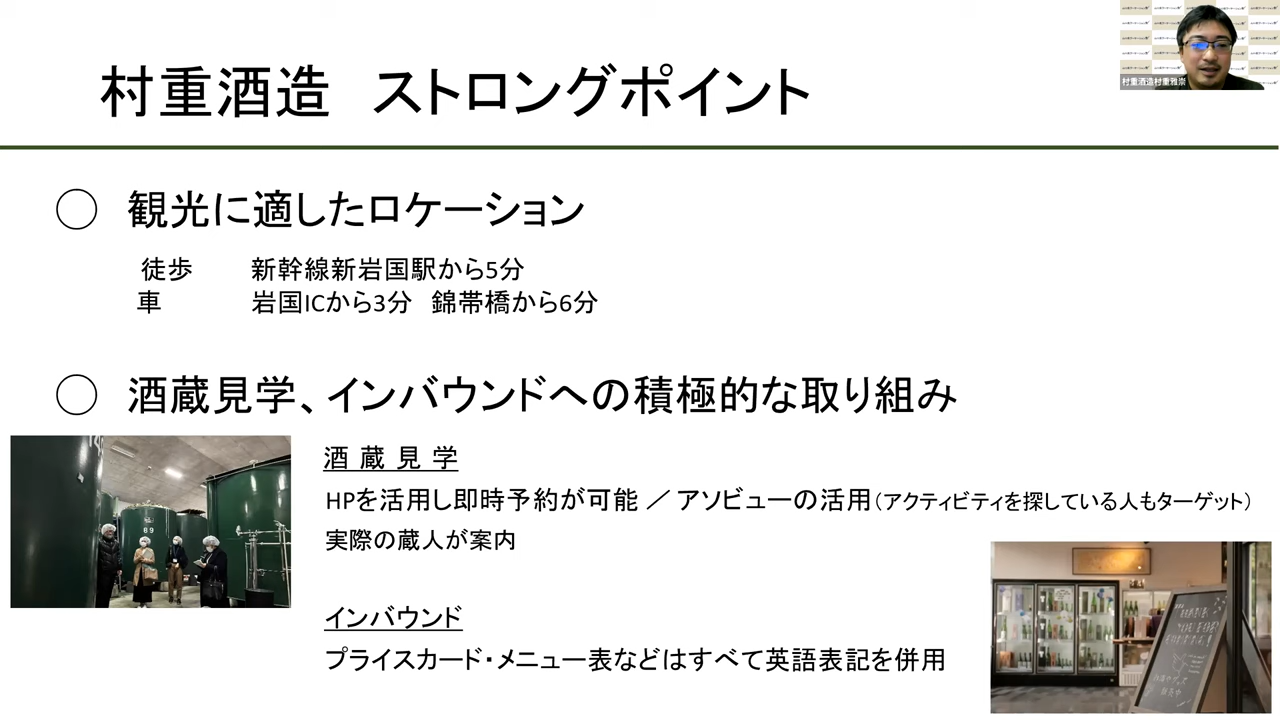 村重酒造　ストロングポイント
村重酒造村重雅崇
◯ 観光に適したロケーション
徒歩　新幹線新岩国駅から5分
車　岩国ICから3分　錦帯橋から6分
◯ 酒蔵見学、インバウンドへの積極的な取り組み
酒蔵見学
HPを活用し即時予約が可能 ／ アソビューの活用（アクティビティを探している人もターゲット）
実際の蔵人が案内
インバウンド
プライスカード・メニュー表などはすべて英語表記を併用
89